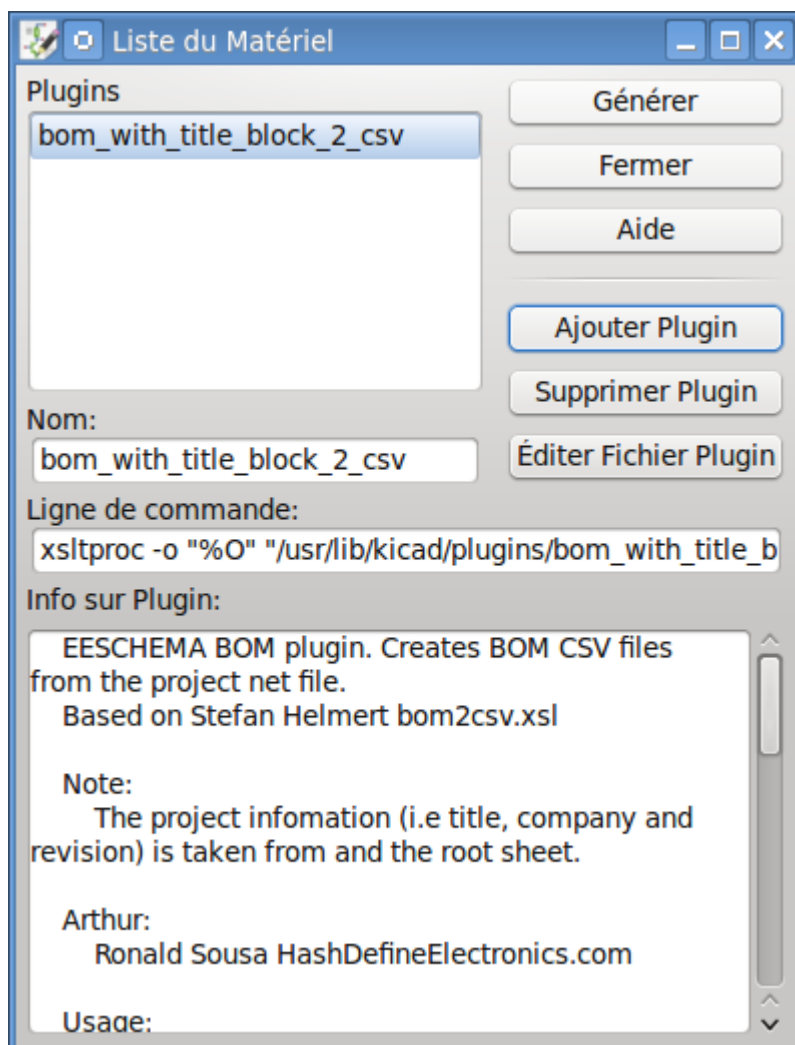 Liste du Matériel
Plugins
bom_with_title_block_2_csv
Générer
Fermer
Aide
Ajouter Plugin
Supprimer Plugin
Éditer Fichier Plugin
Nom:
bom_with_title_block_2_csv
Ligne de commande:
xsltproc -o "%O" "/usr/lib/kicad/plugins/bom_with_title_b
Info sur Plugin:
EESCHEMA BOM plugin. Creates BOM CSV files
from the project net file.
Based on Stefan Helmert bom2csv.xsl
Note:
The project infomation (i.e title, company and
revision) is taken from and the root sheet.
Arthur:
Ronald Sousa HashDefineElectronics.com
Usage: